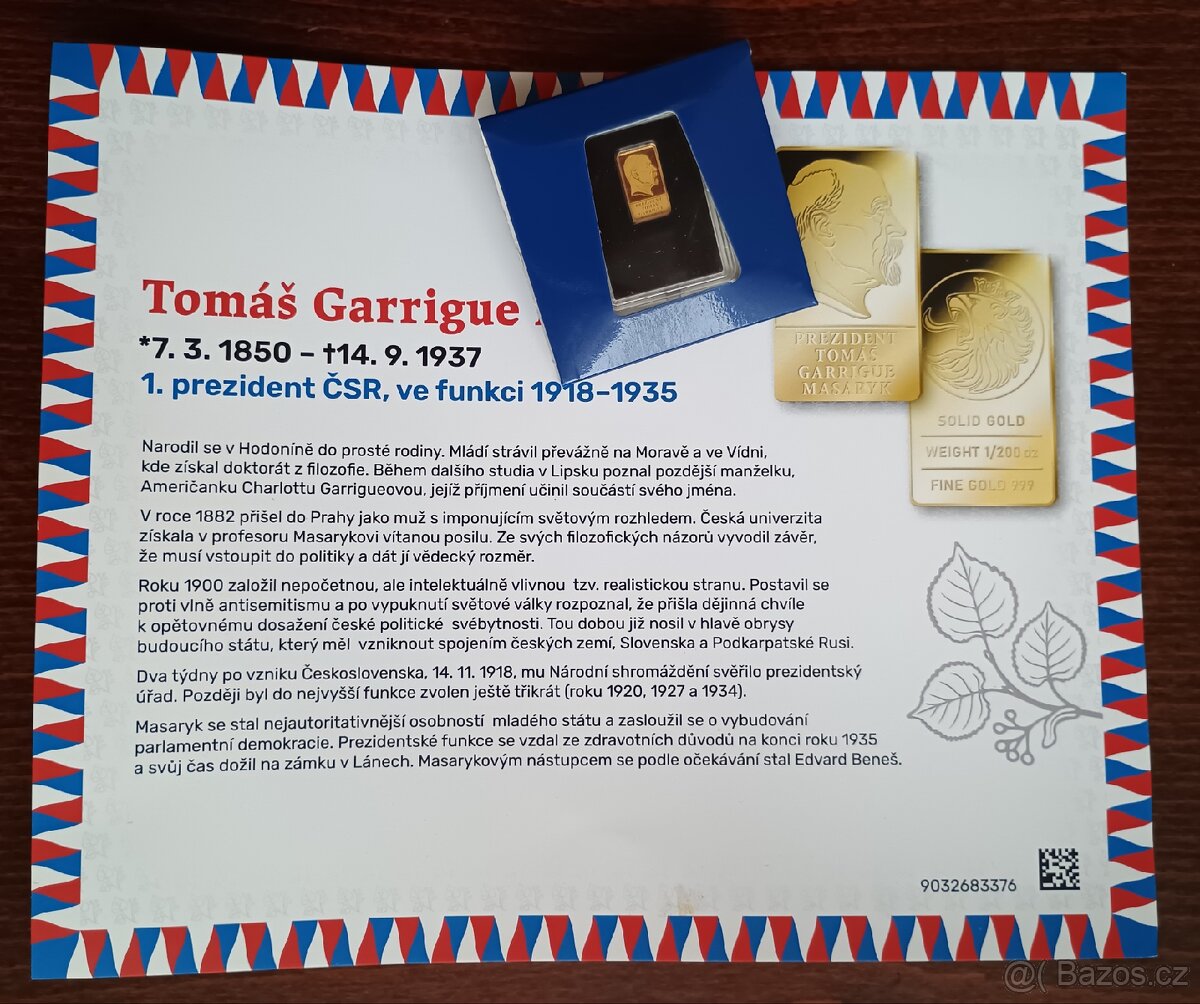 Tomáš Garrigue
*7. 3. 1850 – †14. 9. 1937
1. prezident ČSR, ve funkci 1918–1935
PREZIDENT
TOMÁŠ
GARRIGUE
MASARYK
SOLID GOLD
WEIGHT 1/200 oz
FINE GOLD 999
Narodil se v Hodoníně do prosté rodiny. Mládí strávil převážně na Moravě a ve Vídni,
kde získal doktorát z filozofie. Během dalšího studia v Lipsku poznal pozdější manželku,
Američanku Charlottu Garrigueovou, jejíž příjmení učinil součástí svého jména.
V roce 1882 přišel do Prahy jako muž s imponujícím světovým rozhledem. Česká univerzita
získala v profesoru Masarykovi vítanou posilu. Ze svých filozofických názorů vyvodil závěr,
že musí vstoupit do politiky a dát jí vědecký rozměr.
Roku 1900 založil nepočetnou, ale intelektuálně vlivnou tzv. realistickou stranu. Postavil se
proti vlně antisemitismu a po vypuknutí světové války rozpoznal, že přišla dějinná chvíle
k opětovnému dosažení české politické svébytnosti. Tou dobou již nosil v hlavě obrysy
budoucího státu, který měl vzniknout spojením českých zemí, Slovenska a Podkarpatské Rusi.
Dva týdny po vzniku Československa, 14. 11. 1918, mu Národní shromáždění svěřilo prezidentský
úřad. Později byl do nejvyšší funkce zvolen ještě třikrát (roku 1920, 1927 a 1934).
Masaryk se stal nejautoritativnější osobností mladého státu a zasloužil se o vybudování
parlamentní demokracie. Prezidentské funkce se vzdal ze zdravotních důvodů na konci roku 1935
a svůj čas dožil na zámku v Lánech. Masarykovým nástupcem se podle očekávání stal Edvard Beneš.
9032683376
@( Bazos.cz